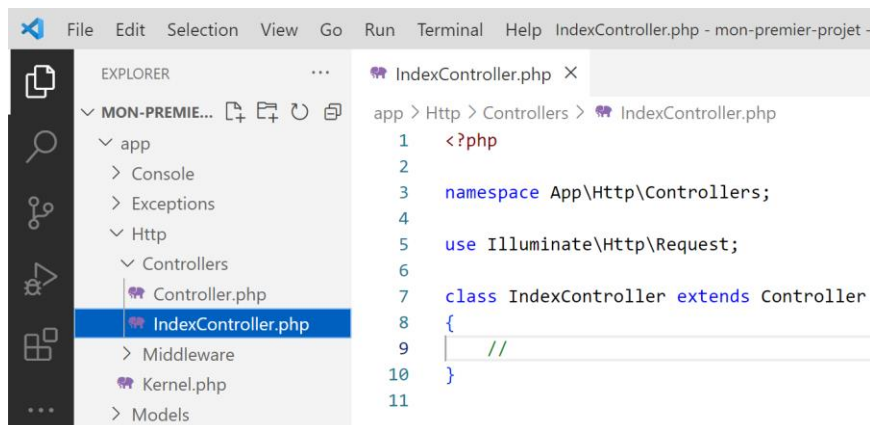 File Edit Selection View Go Run Terminal Help IndexController.php - mon-premier-projet -
EXPLORER ...
MON-PREMIE...
app
Console
Exceptions
Http
Controllers
Controller.php
IndexController.php
Middleware
Kernel.php
Models
IndexController.php
app > Http > Controllers > IndexController.php
1 <?php
2
3 namespace App\Http\Controllers;
4
5 use Illuminate\Http\Request;
6
7 class IndexController extends Controller
8 {
9 //
10 }
11